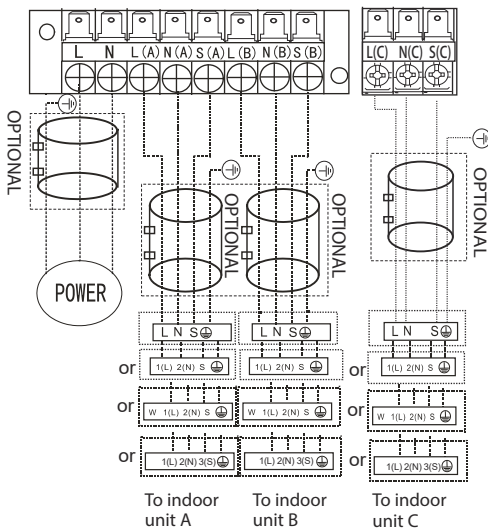 L N L(A) N(A) S(A) L(B) N(B) S(B) L(C) N(C) S(C)
OPTIONAL
OPTIONAL
OPTIONAL
OPTIONAL
POWER
L N S L N S L N S
or 1(L) 2(N) S 1(L) 2(N) S or 1(L) 2(N) S
or W 1(L) 2(N) S W 1(L) 2(N) S or W 1(L) 2(N) S
or 1(L) 2(N) 3(S) 1(L) 2(N) 3(S) or 1(L) 2(N) 3(S)
To indoor To indoor To indoor
unit A unit B unit C